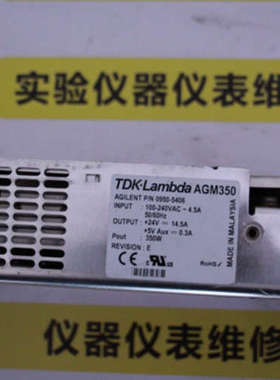 实验仪器仪表维修
TDK-Lambda AGM350
AGILENT P/N 0950-5406
INPUT : 100-240VAC ~ 4.5A
50/60Hz
OUTPUT : +24V ⎓ 14.5A
+5V Aux ⎓ 0.3A
Pout : 350W
REVISION : E
RoHS✓
MADE IN MALAYSIA
仪器仪表维修